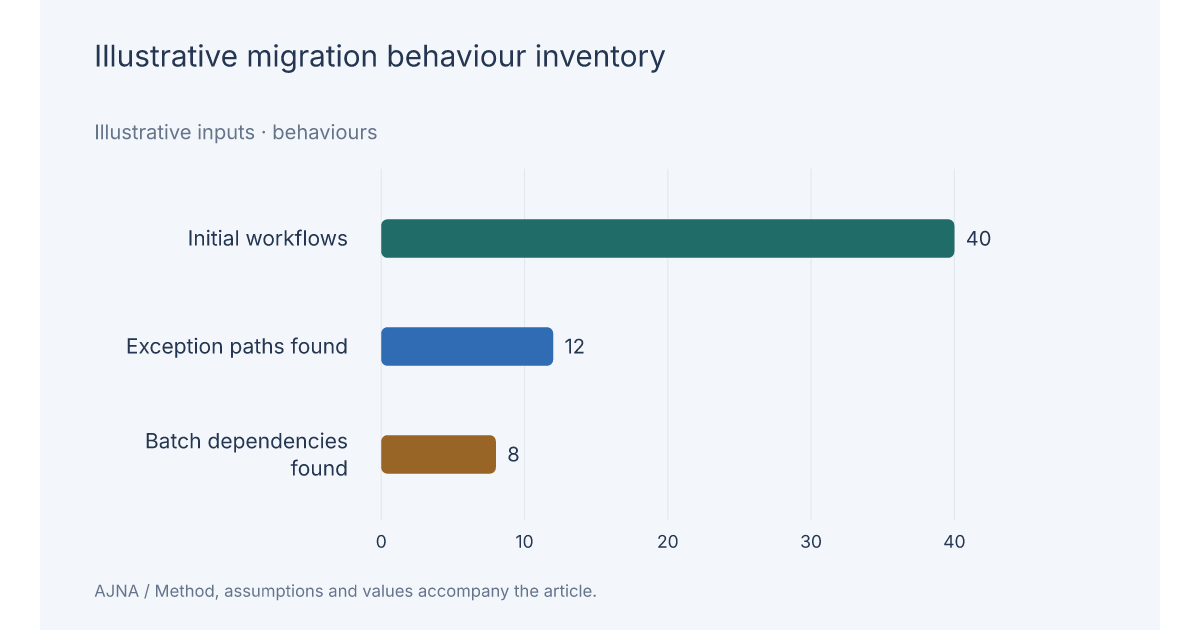 Illustrative migration behaviour inventory
Illustrative inputs · behaviours
Initial workflows
40
Exception paths found
12
Batch dependencies
found
8
0 10 20 30 40
AJNA / Method, assumptions and values accompany the article.